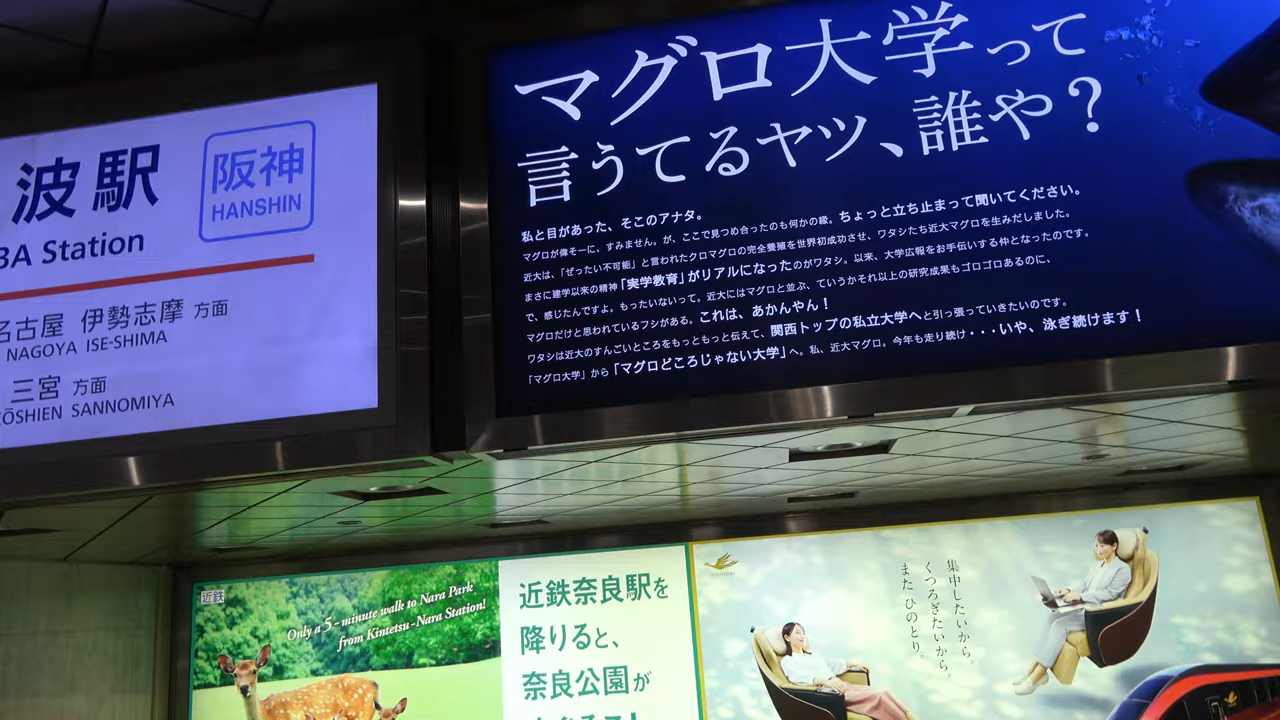 波駅
阪神
HANSHIN
BA Station
名古屋 伊勢志摩 方面
NAGOYA ISE-SHIMA
三宮 方面
KŌSHIEN SANNOMIYA
マグロ大学って
言うてるヤツ、誰や?
私と目があった、そこのアナタ。
マグロが偉そーに、すみません。が、ここで見つめ合ったのも何かの縁。ちょっと立ち止まって聞いてください。
近大は、「ぜったい不可能」と言われたクロマグロの完全養殖を世界初成功させ、ワタシたち近大マグロを生みだしました。
まさに建学以来の精神「実学教育」がリアルになったのがワタシ。以来、大学広報をお手伝いする仲となったのです。
で、感じたんですよ。もったいないって。近大にはマグロと並ぶ、ていうかそれ以上の研究成果もゴロゴロあるのに、
マグロだけと思われているフシがある。これは、あかんやん!
ワタシは近大のすんごいところをもっともっと伝えて、関西トップの私立大学へと引っ張っていきたいのです。
「マグロ大学」から「マグロどころじゃない大学」へ。私、近大マグロ。今年も走り続け・・・いや、泳ぎ続けます!
近鉄
Only a 5-minute walk to Nara Park
from Kintetsu-Nara Station!
近鉄奈良駅を
降りると、
奈良公園が
集中したいから。
くつろぎたいから。
また ひのとり。